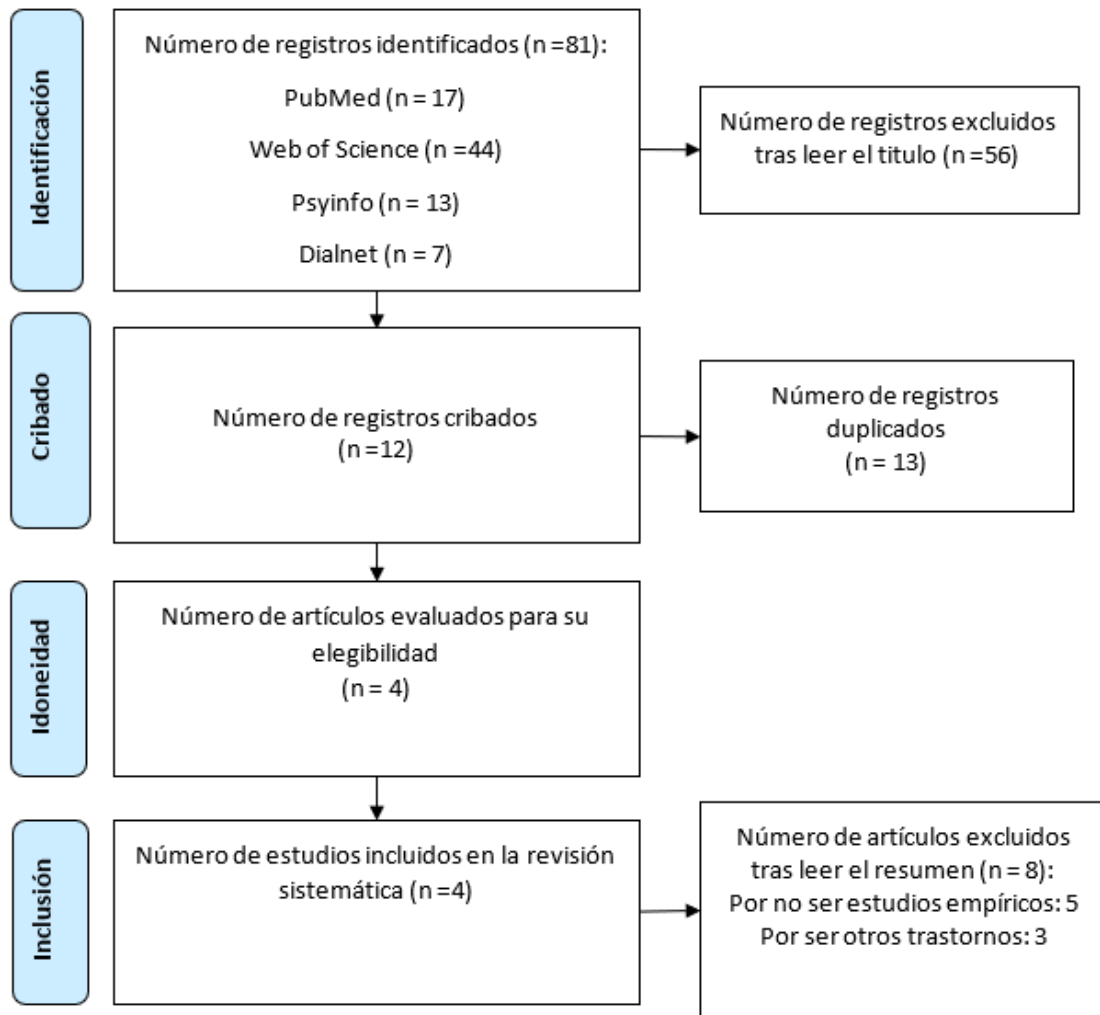 Identificación
Número de registros identificados (n =81):
PubMed (n = 17)
Web of Science (n =44)
Psyinfo (n = 13)
Dialnet (n = 7)
Número de registros excluidos
tras leer el titulo (n =56)
Cribado
Número de registros cribados
(n =12)
Número de registros
duplicados
(n = 13)
Idoneidad
Número de artículos evaluados para su
elegibilidad
(n = 4)
Inclusión
Número de estudios incluidos en la revisión
sistemática (n =4)
Número de artículos excluidos
tras leer el resumen (n = 8):
Por no ser estudios empíricos: 5
Por ser otros trastornos: 3